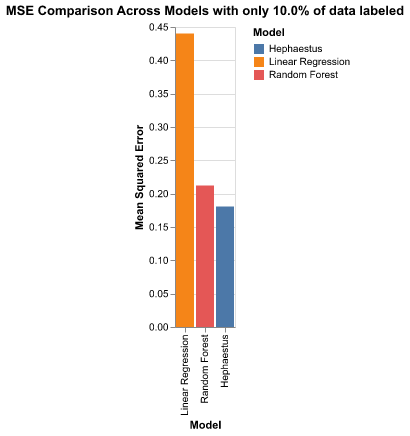 MSE Comparison Across Models with only 10.0% of data labeled
Model
Hephaestus
Linear Regression
Random Forest
Mean Squared Error
0.45
0.40
0.35
0.30
0.25
0.20
0.15
0.10
0.05
0.00
Linear Regression
Random Forest
Hephaestus
Model